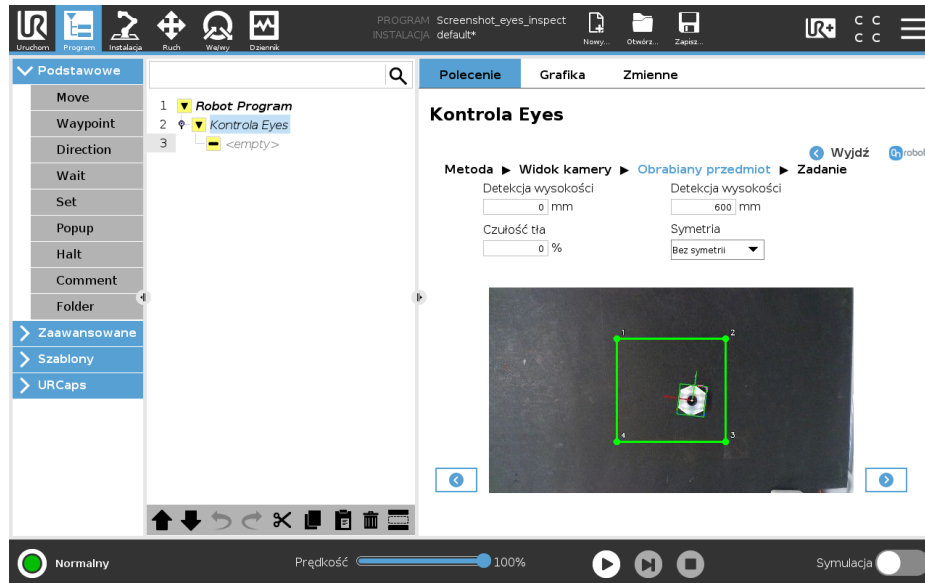 PROGRAM Screenshot_eyes_inspect
INSTALACJA default*
Uruchom Program Instalacja Ruch We/wy Dziennik
Nowy... Otwórz... Zapisz...
UR+
C C
C C
Podstawowe
Move
Waypoint
Direction
Wait
Set
Popup
Halt
Comment
Folder
Zaawansowane
Szablony
URCaps
1 Robot Program
2 Kontrola Eyes
3 <empty>
Polecenie Grafika Zmienne
Kontrola Eyes
Wyjdź
robot
Metoda ▶ Widok kamery ▶ Obrabiany przedmiot ▶ Zadanie
Detekcja wysokości Detekcja wysokości
0 mm 600 mm
Czułość tła Symetria
0 % Bez symetrii
1 2
4 3
Normalny
Prędkość 100%
Symulacja